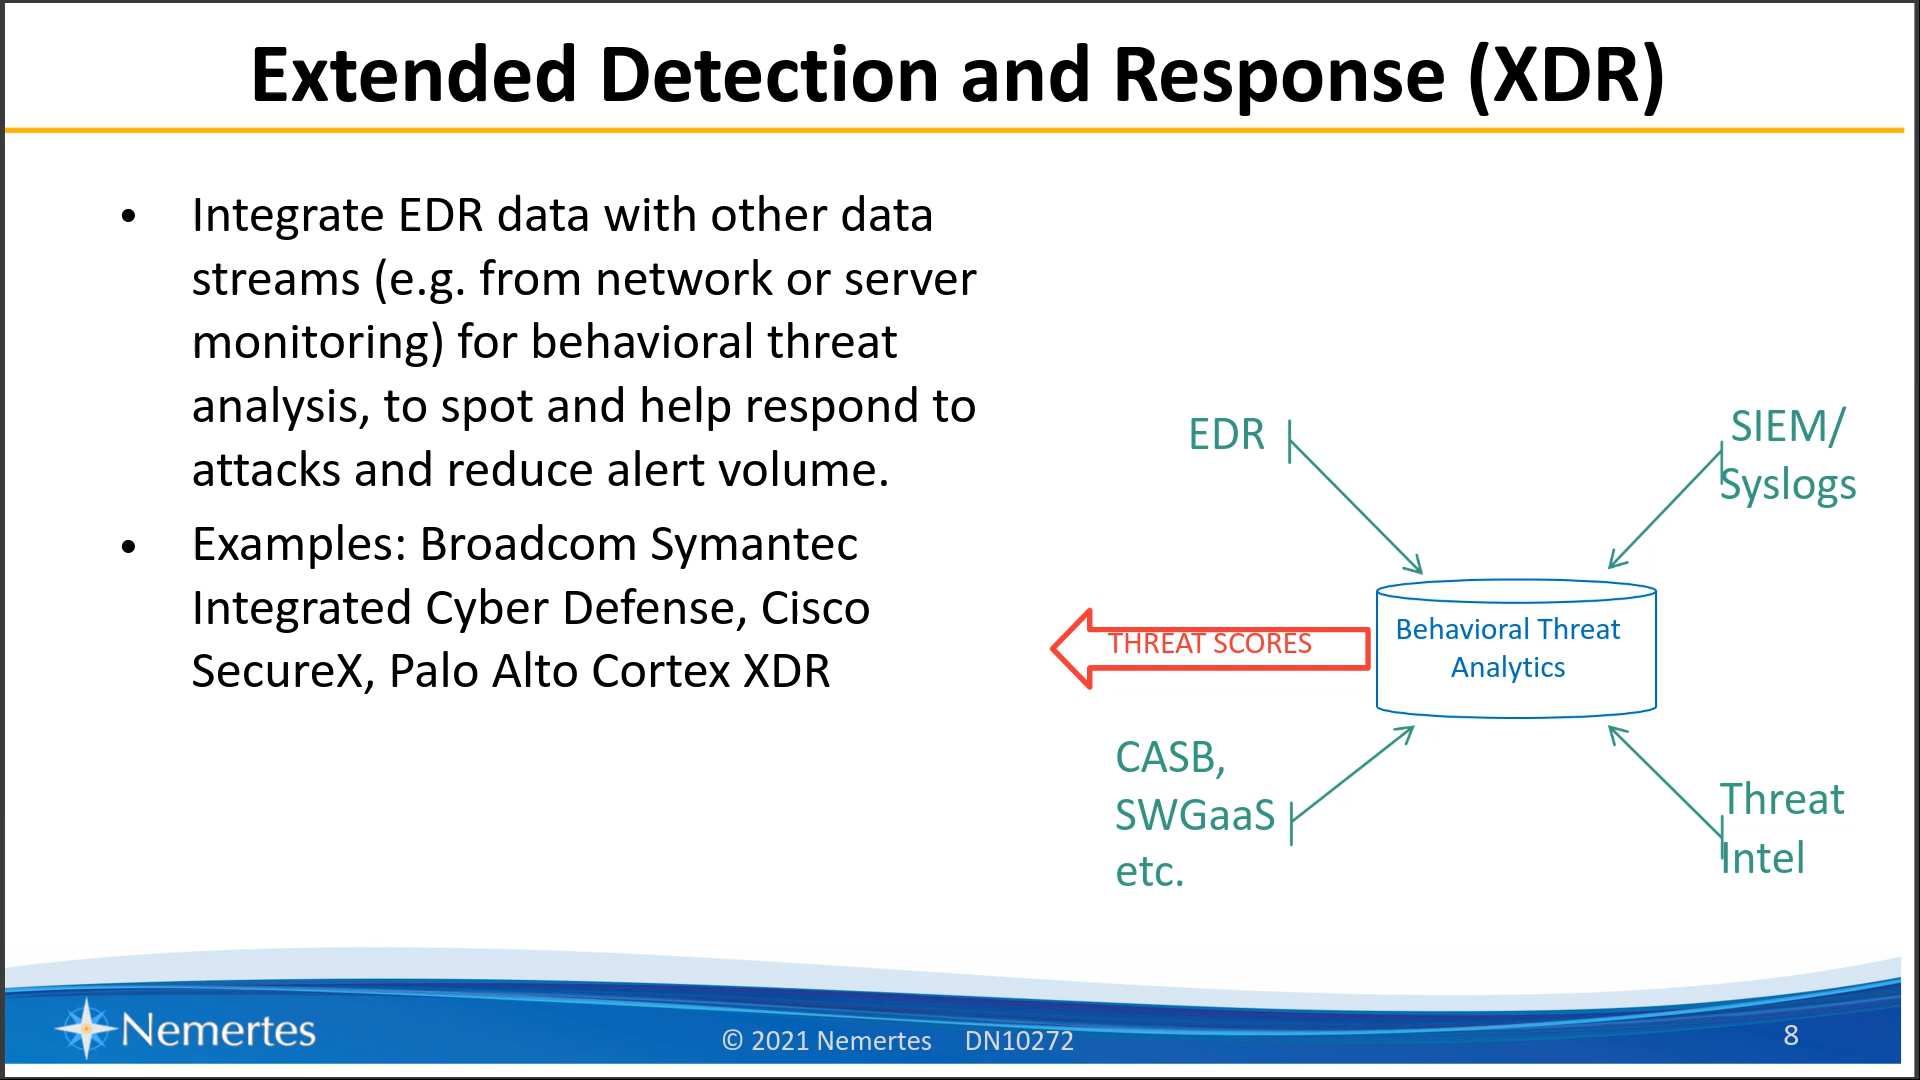 Extended Detection and Response (XDR)
• Integrate EDR data with other data
streams (e.g. from network or server
monitoring) for behavioral threat
analysis, to spot and help respond to
attacks and reduce alert volume.
• Examples: Broadcom Symantec
Integrated Cyber Defense, Cisco
SecureX, Palo Alto Cortex XDR
EDR
SIEM/
Syslogs
THREAT SCORES
Behavioral Threat
Analytics
CASB,
SWGaaS
etc.
Threat
Intel
Nemertes
© 2021 Nemertes DN10272
8